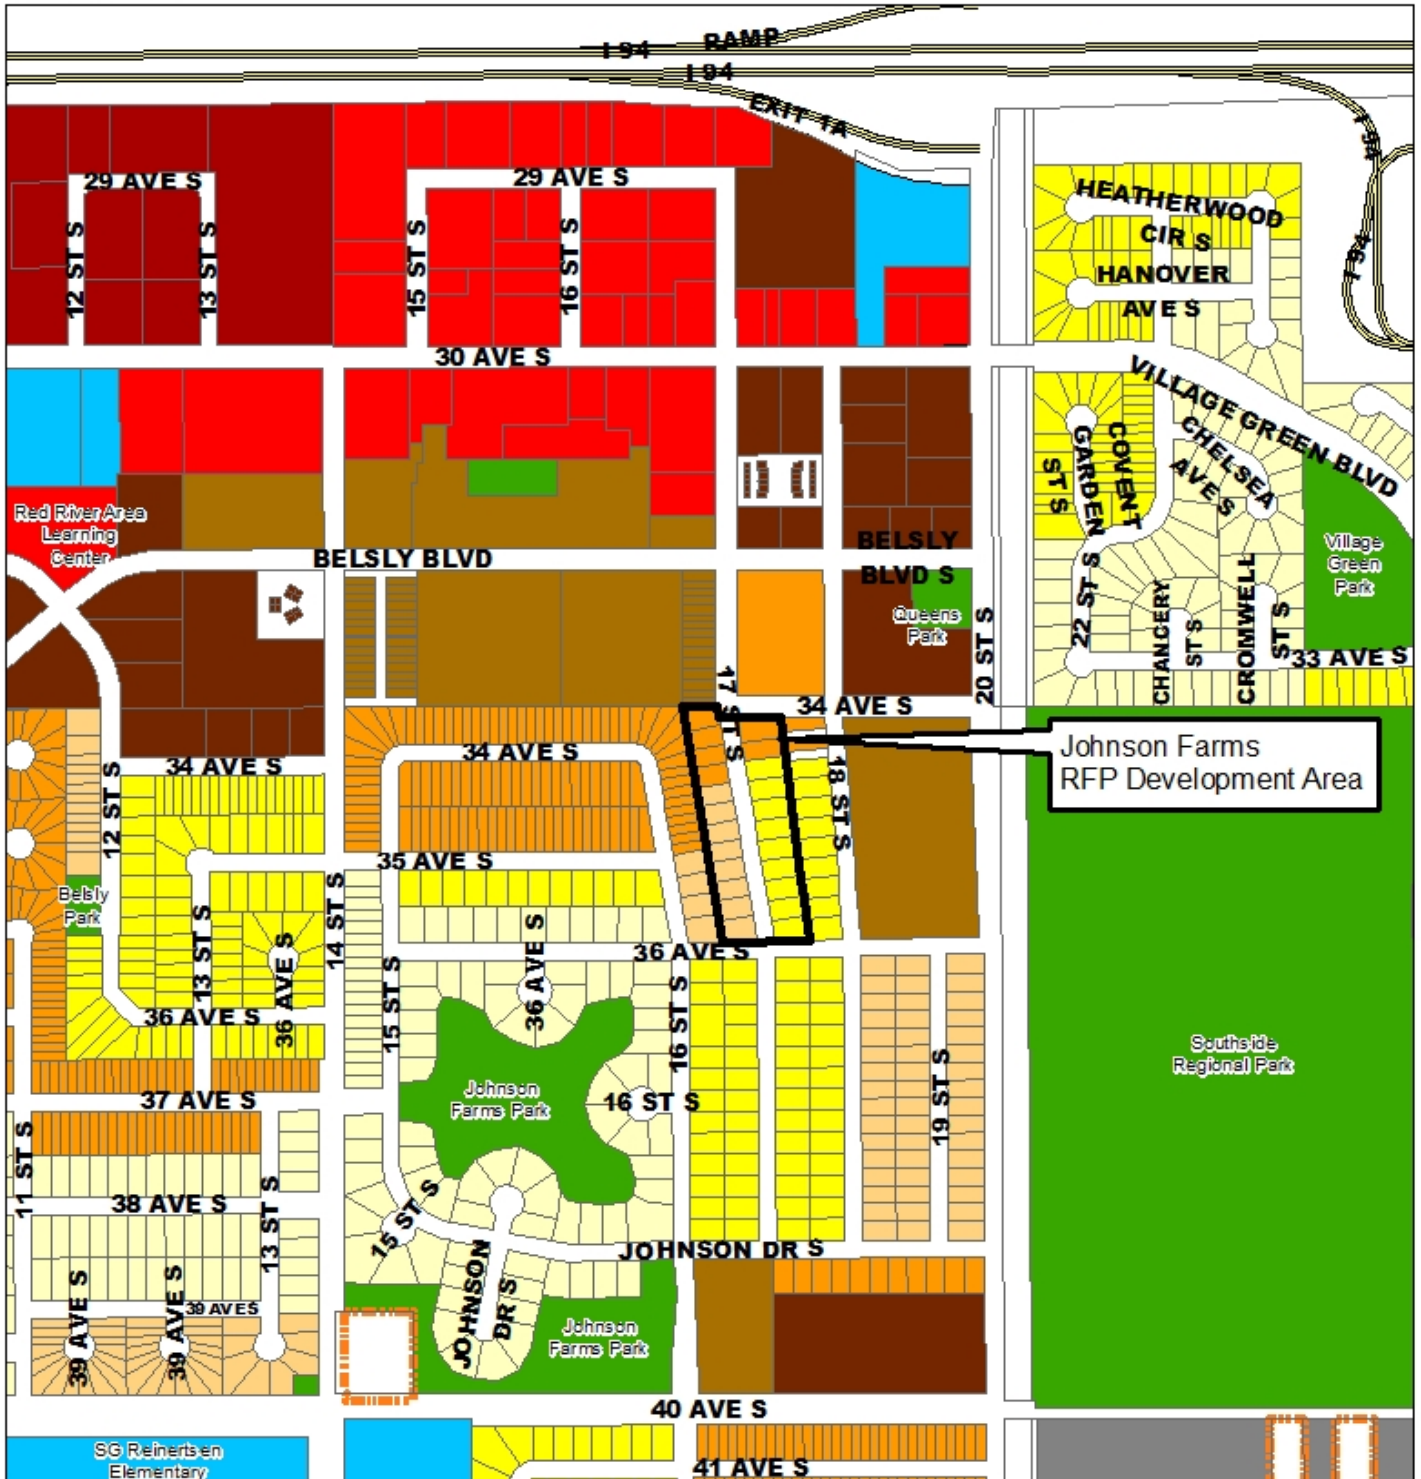 RAMP
I 94
I 94
EXIT 1A
I 94
I 94
29 AVE S
29 AVE S
12 ST S
13 ST S
15 ST S
16 ST S
HEATHERWOOD
CIR S
HANOVER
AVE S
30 AVE S
VILLAGE GREEN BLVD
CHELSEA
AVE S
COVENT
GARDEN
ST S
Red River Area
Learning
Center
BELSLY BLVD
BELSLY
BLVD S
Queens
Park
20 ST S
22 ST S
CHANCERY
ST S
CROMWELL
ST S
Village
Green
Park
33 AVE S
17 ST S
34 AVE S
34 AVE S
34 AVE S
Johnson Farms
RFP Development Area
12 ST S
18 ST S
35 AVE S
Belsly
Park
13 ST S
36 AVE S
14 ST S
15 ST S
36 AVE S
36 AVE S
16 ST S
36 AVE S
Southside
Regional Park
37 AVE S
Johnson
Farms Park
16 ST S
19 ST S
11 ST S
38 AVE S
13 ST S
15 ST S
JOHNSON DR S
JOHNSON
DR S
39 AVE S
39 AVE S
39 AVE S
Johnson
Farms Park
40 AVE S
SG Reinertsen
Elementary
41 AVE S